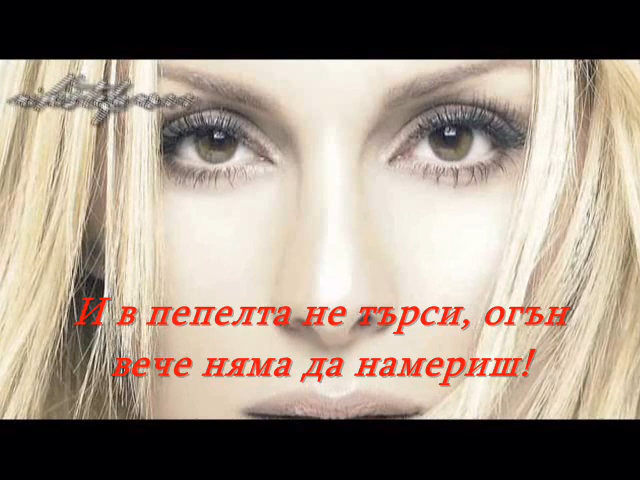 И в пепелта не търси, огън
вече няма да намериш!